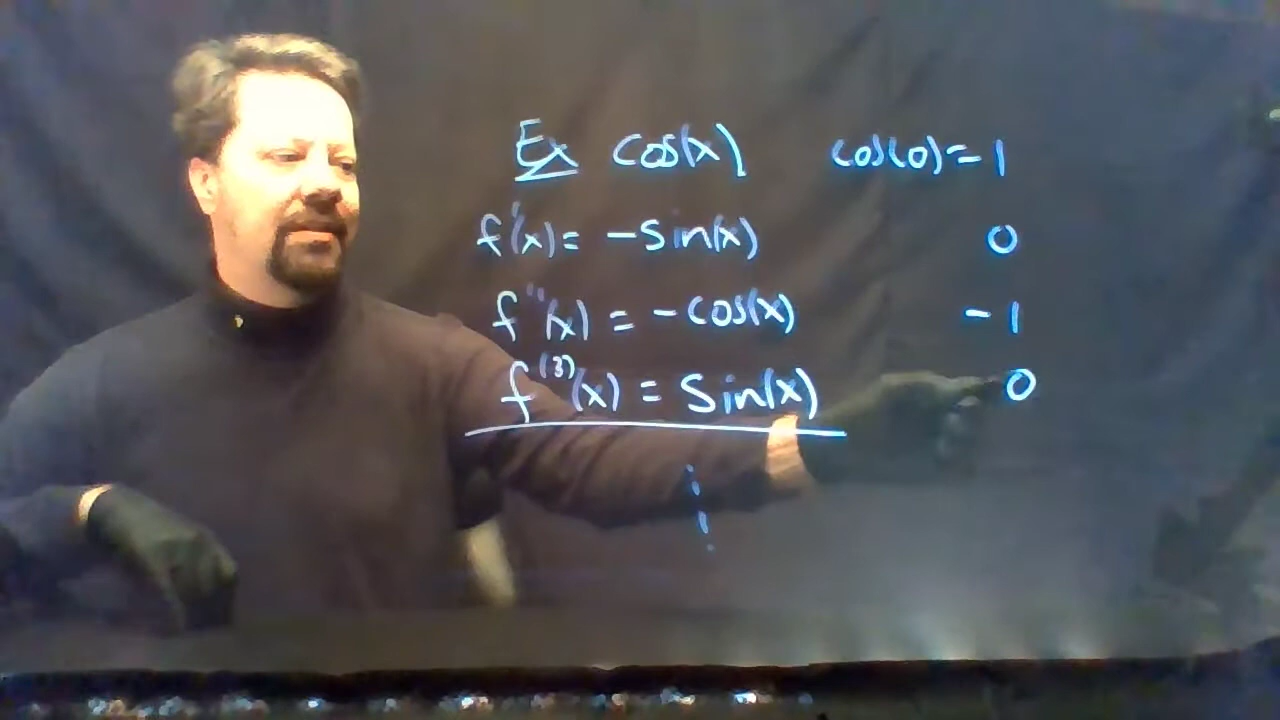 Ex cos(x) cos(0)=1
f'(x)= -sin(x) 0
f''(x) = -cos(x) -1
f⁽³⁾(x) = sin(x) 0
⋮